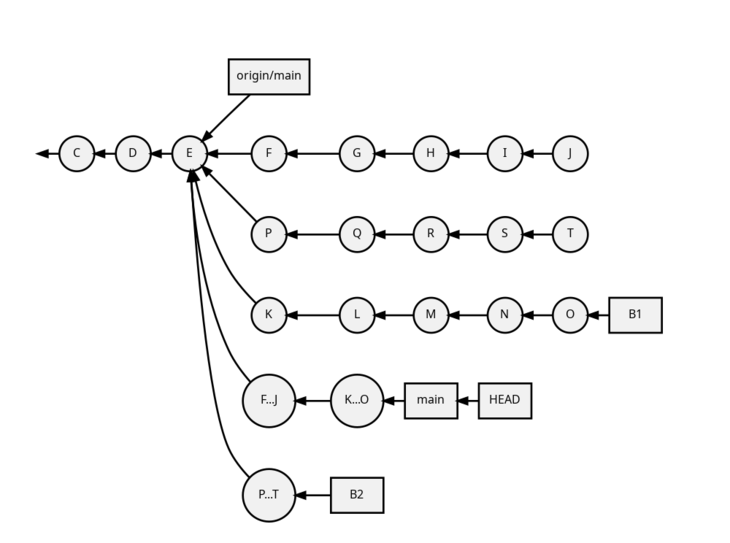 origin/main
C D E F G H I J
P Q R S T
K L M N O B1
F...J K...O main HEAD
P...T B2